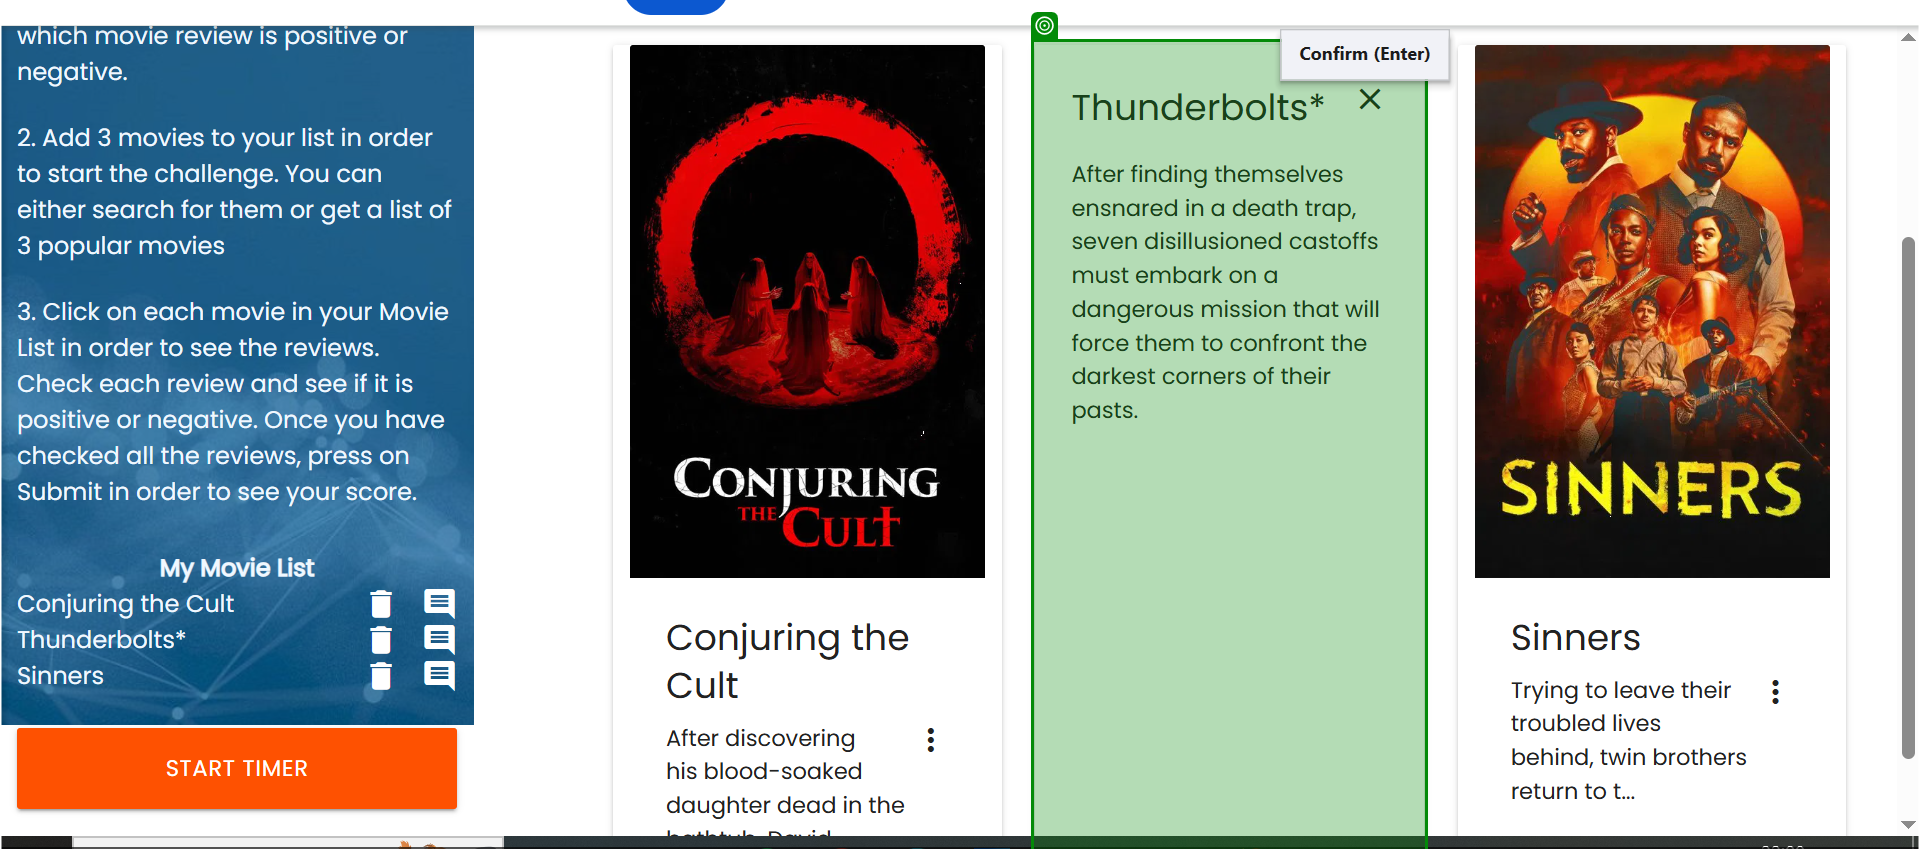 which movie review is positive or
negative.
2. Add 3 movies to your list in order
to start the challenge. You can
either search for them or get a list of
3 popular movies
3. Click on each movie in your Movie
List in order to see the reviews.
Check each review and see if it is
positive or negative. Once you have
checked all the reviews, press on
Submit in order to see your score.
My Movie List
Conjuring the Cult
Thunderbolts*
Sinners
START TIMER
CONJURING
THE CULT
Conjuring the
Cult
After discovering
his blood-soaked
daughter dead in the
bathtub, David
Confirm (Enter)
Thunderbolts*
After finding themselves
ensnared in a death trap,
seven disillusioned castoffs
must embark on a
dangerous mission that will
force them to confront the
darkest corners of their
pasts.
SINNERS
Sinners
Trying to leave their
troubled lives
behind, twin brothers
return to t...